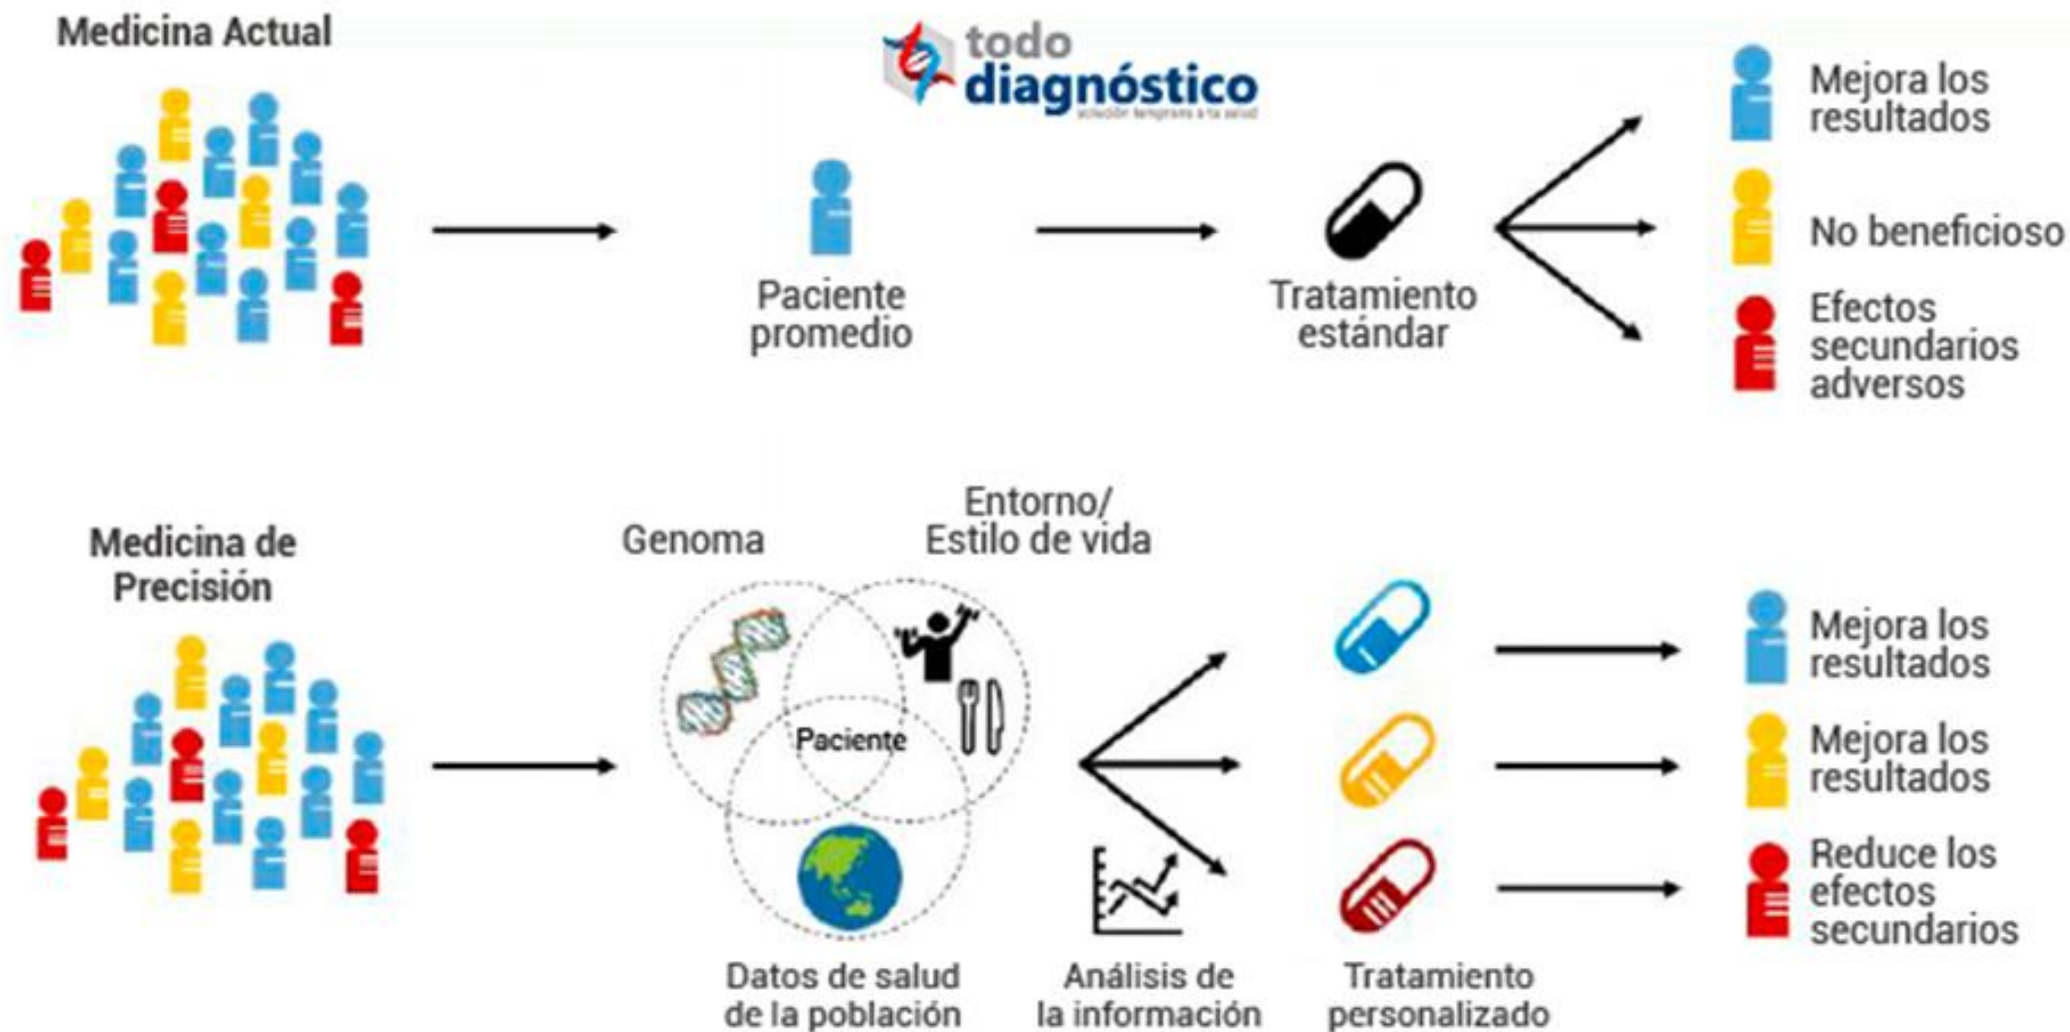 Medicina Actual
todo
diagnóstico
Mejora los
resultados
No beneficioso
Efectos
secundarios
adversos
Paciente
promedio
Tratamiento
estándar
Medicina de
Precisión
Genoma
Entorno/
Estilo de vida
Paciente
Datos de salud
de la población
Análisis de
la información
Tratamiento
personalizado
Mejora los
resultados
Mejora los
resultados
Reduce los
efectos
secundarios